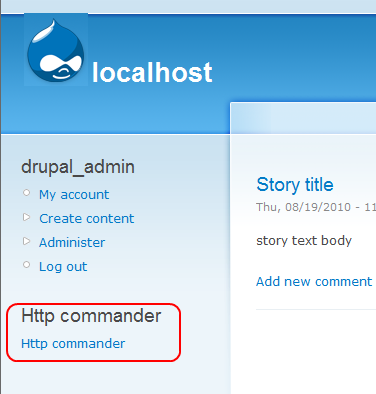 localhost
drupal_admin
My account
Create content
Administer
Log out
Http commander
Http commander
Story title
Thu, 08/19/2010 - 11
story text body
Add new comment